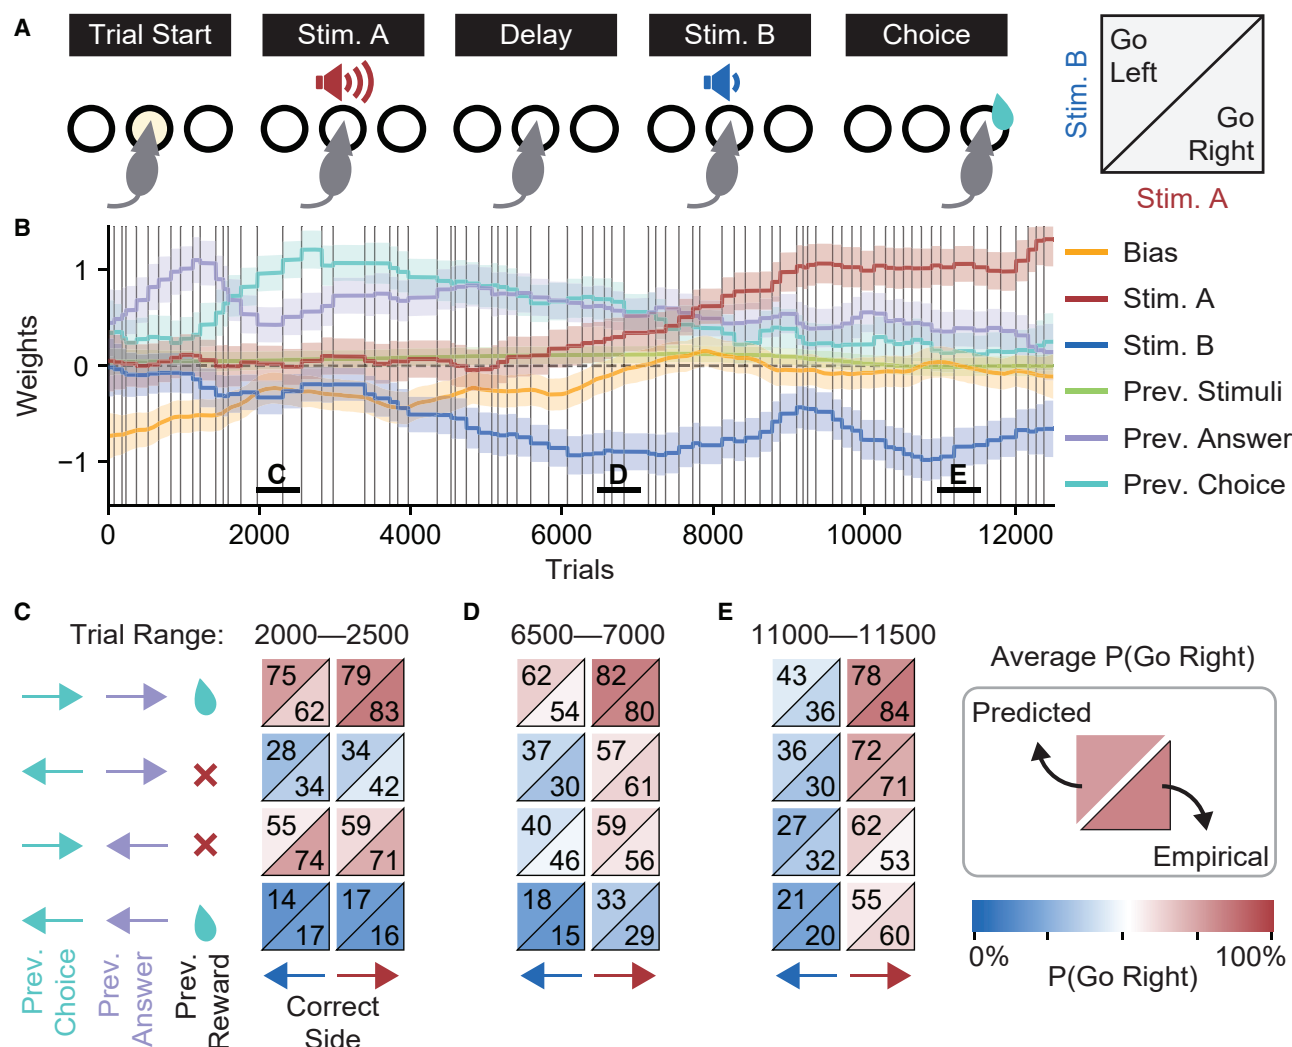 A
Trial Start
Stim. A
Delay
Stim. B
Choice
Go
Left
Go
Right
Stim. B
Stim. A
B
Weights
1
0
−1
C
D
E
0
2000
4000
6000
8000
10000
12000
Trials
Bias
Stim. A
Stim. B
Prev. Stimuli
Prev. Answer
Prev. Choice
C
D
E
Trial Range:
2000—2500
6500—7000
11000—11500
75 62 79 83
62 54 82 80
43 36 78 84
28 34 34 42
37 30 57 61
36 30 72 71
55 74 59 71
40 46 59 56
27 32 62 53
14 17 17 16
18 15 33 29
21 20 55 60
Prev.
Choice
Prev.
Answer
Prev.
Reward
Correct
Side
Average P(Go Right)
Predicted
Empirical
0%
100%
P(Go Right)